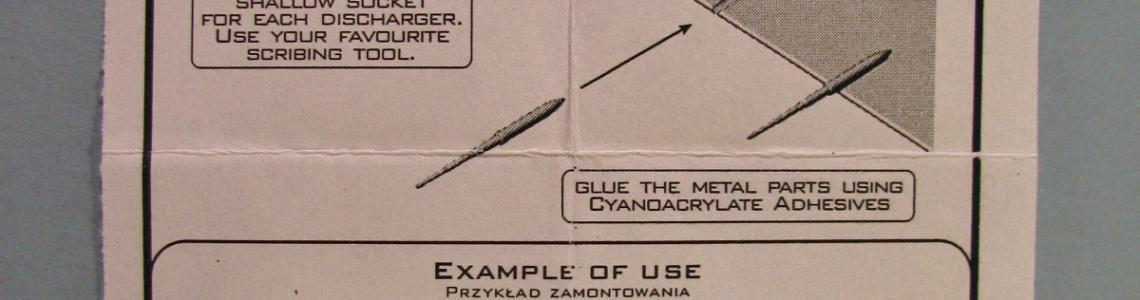 SHALLOW SOCKET
FOR EACH DISCHARGER.
USE YOUR FAVOURITE
SCRIBING TOOL.
GLUE THE METAL PARTS USING
CYANOACRYLATE ADHESIVES
EXAMPLE OF USE
PRZYKŁAD ZAMONTOWANIA